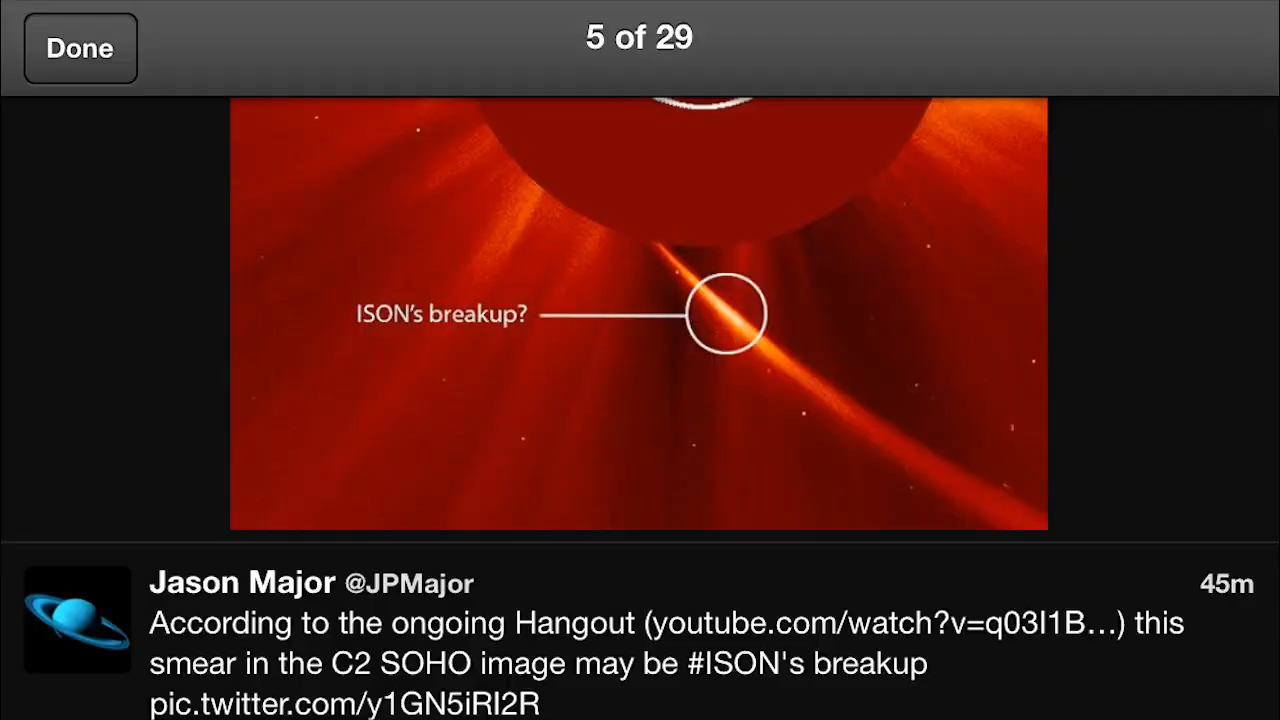 Done
5 of 29
ISON's breakup?
Jason Major @JPMajor
45m
According to the ongoing Hangout (youtube.com/watch?v=q03I1B...) this
smear in the C2 SOHO image may be #ISON's breakup
pic.twitter.com/y1GN5iRI2R